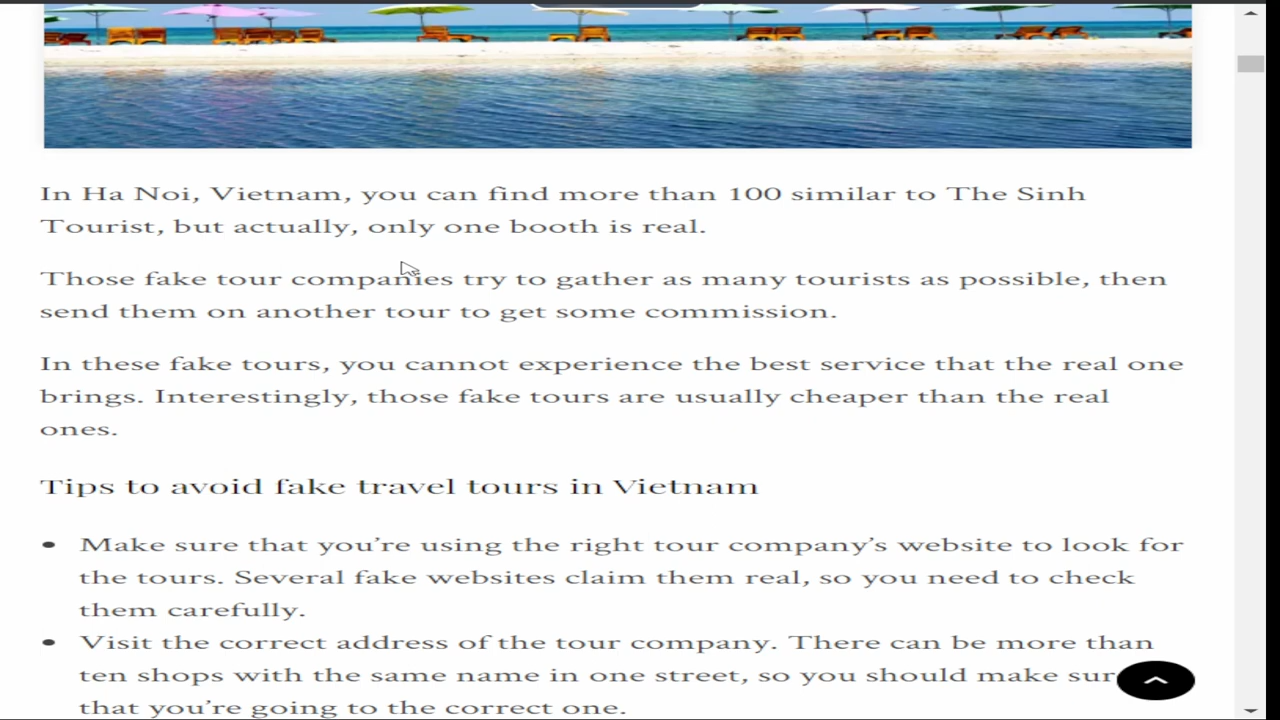 In Ha Noi, Vietnam, you can find more than 100 similar to The Sinh
Tourist, but actually, only one booth is real.
Those fake tour companies try to gather as many tourists as possible, then
send them on another tour to get some commission.
In these fake tours, you cannot experience the best service that the real one
brings. Interestingly, those fake tours are usually cheaper than the real
ones.
Tips to avoid fake travel tours in Vietnam
Make sure that you’re using the right tour company’s website to look for
the tours. Several fake websites claim them real, so you need to check
them carefully.
Visit the correct address of the tour company. There can be more than
ten shops with the same name in one street, so you should make sur
that you’re going to the correct one.